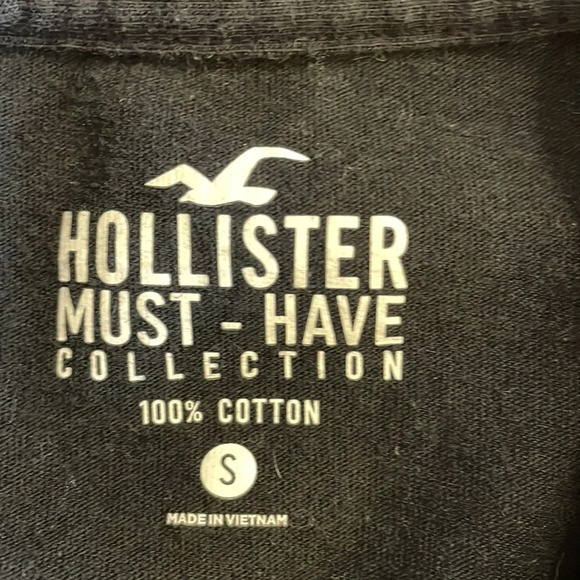 HOLLISTER
MUST - HAVE
COLLECTION
100% COTTON
S
MADE IN VIETNAM